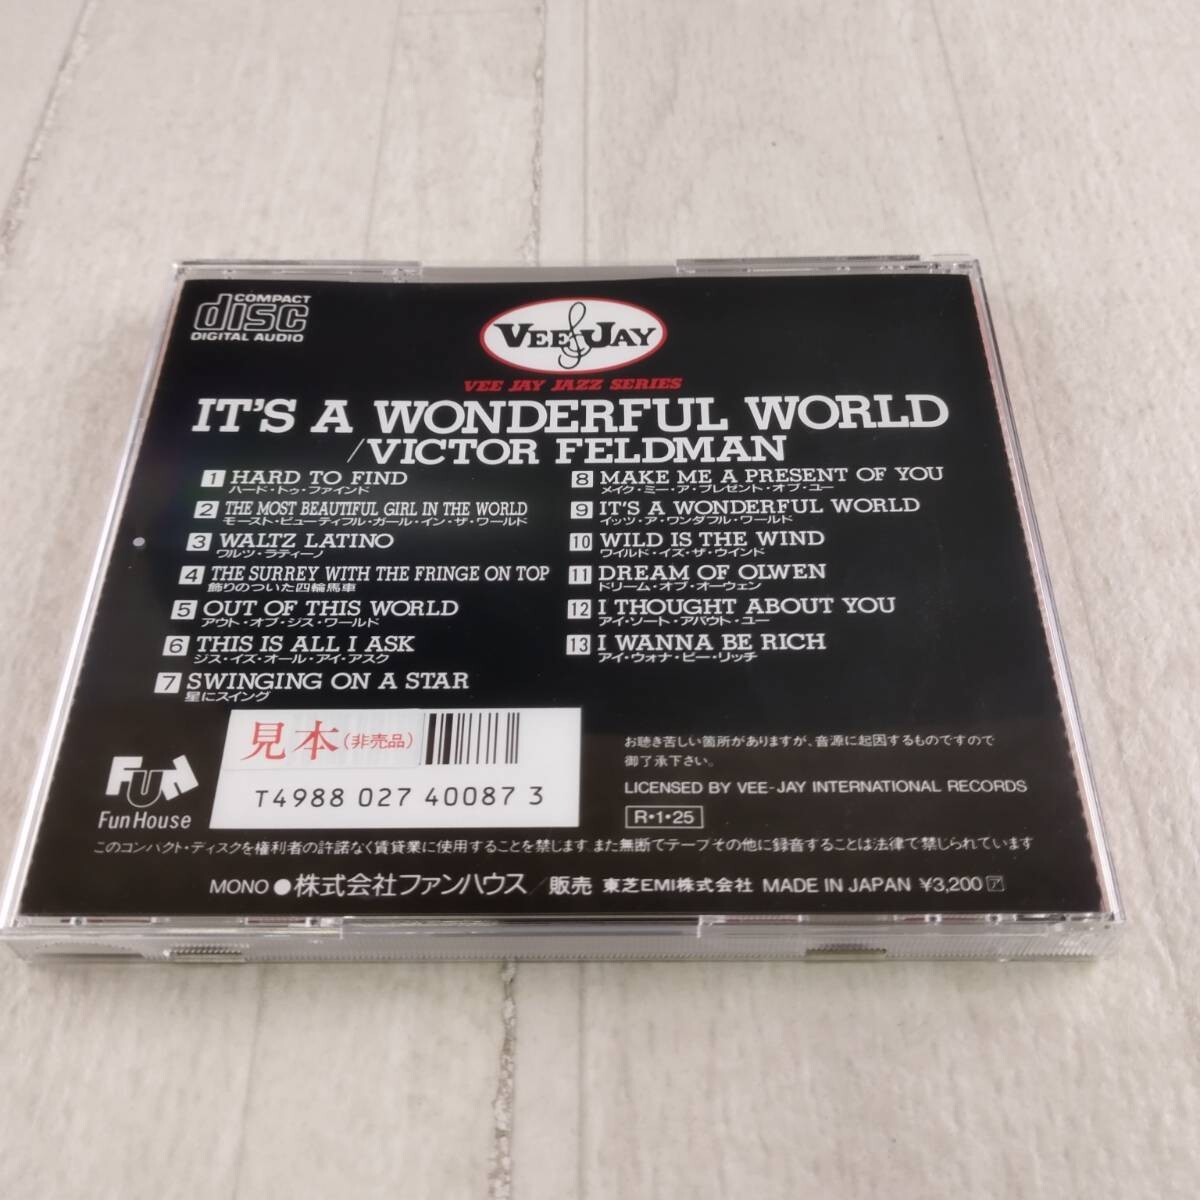 COMPACT
disc
DIGITAL AUDIO
VEE JAY
VEE JAY JAZZ SERIES
IT'S A WONDERFUL WORLD
/VICTOR FELDMAN
1 HARD TO FIND
ハード・トゥ・ファインド
2 THE MOST BEAUTIFUL GIRL IN THE WORLD
モースト・ビューティフル・ガール・イン・ザ・ワールド
3 WALTZ LATINO
ワルツ・ラティーノ
4 THE SURREY WITH THE FRINGE ON TOP
飾りのついた四輪馬車
5 OUT OF THIS WORLD
アウト・オブ・ジス・ワールド
6 THIS IS ALL I ASK
ジス・イズ・オール・アイ・アスク
7 SWINGING ON A STAR
星にスイング
8 MAKE ME A PRESENT OF YOU
メイク・ミー・ア・プレゼント・オブ・ユー
9 IT'S A WONDERFUL WORLD
イッツ・ア・ワンダフル・ワールド
10 WILD IS THE WIND
ワイルド・イズ・ザ・ウインド
11 DREAM OF OLWEN
ドリーム・オブ・オーウェン
12 I THOUGHT ABOUT YOU
アイ・ソート・アバウト・ユー
13 I WANNA BE RICH
アイ・ウォナ・ビー・リッチ
見本(非売品)
T4988 027 40087 3
Fun
Fun House
お聴き苦しい箇所がありますが、音源に起因するものですので
御了承下さい。
LICENSED BY VEE-JAY INTERNATIONAL RECORDS
R・1・25
このコンパクト・ディスクを権利者の許諾なく賃貸業に使用することを禁じます また無断でテープその他に録音することは法律で禁じられています
MONO ●株式会社ファンハウス/販売 東芝EMI株式会社 MADE IN JAPAN ¥3,200 ア